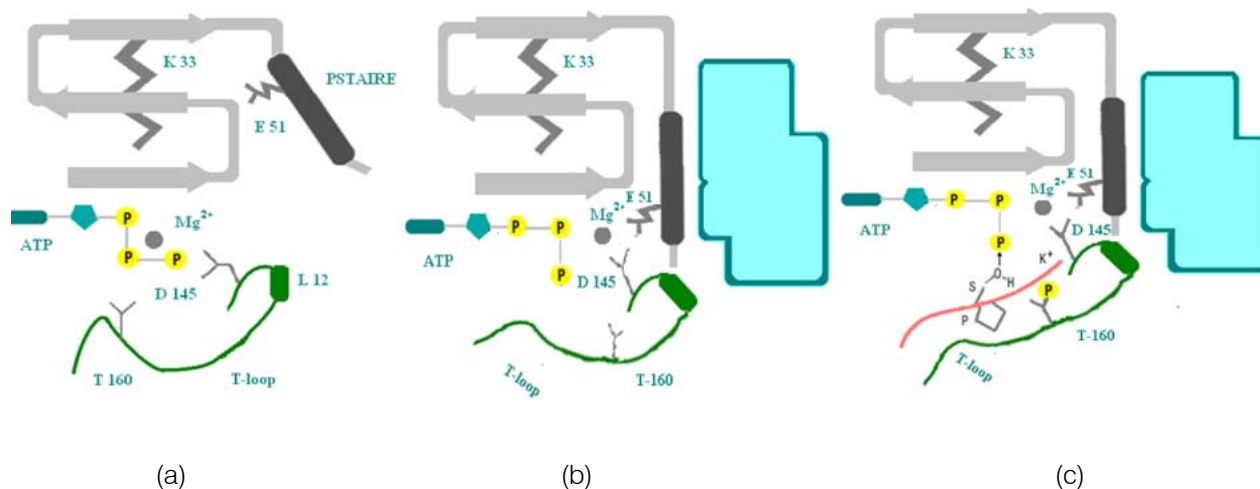 K 33
PSTAIRE
E 51
P
Mg2+
ATP
P
P
D 145
L 12
T 160
T-loop
K 33
E 51
Mg2+
P
P
ATP
P
D 145
T-loop
T-160
K 33
E 51
Mg2+
P
P
D 145
ATP
P
K+
S
O
H
P
P
T-160
T-loop
(a)
(b)
(c)